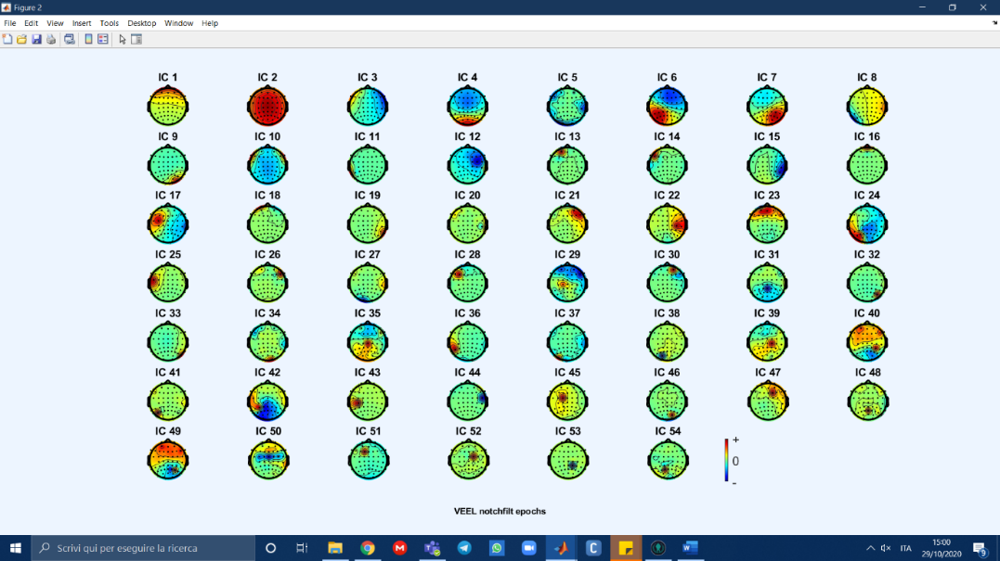 Figure 2
File Edit View Insert Tools Desktop Window Help
IC 1 IC 2 IC 3 IC 4 IC 5 IC 6 IC 7 IC 8
IC 9 IC 10 IC 11 IC 12 IC 13 IC 14 IC 15 IC 16
IC 17 IC 18 IC 19 IC 20 IC 21 IC 22 IC 23 IC 24
IC 25 IC 26 IC 27 IC 28 IC 29 IC 30 IC 31 IC 32
IC 33 IC 34 IC 35 IC 36 IC 37 IC 38 IC 39 IC 40
IC 41 IC 42 IC 43 IC 44 IC 45 IC 46 IC 47 IC 48
IC 49 IC 50 IC 51 IC 52 IC 53 IC 54
+
0
-
VEEL notchfilt epochs
Scrivi qui per eseguire la ricerca
ITA
15:00
29/10/2020
9